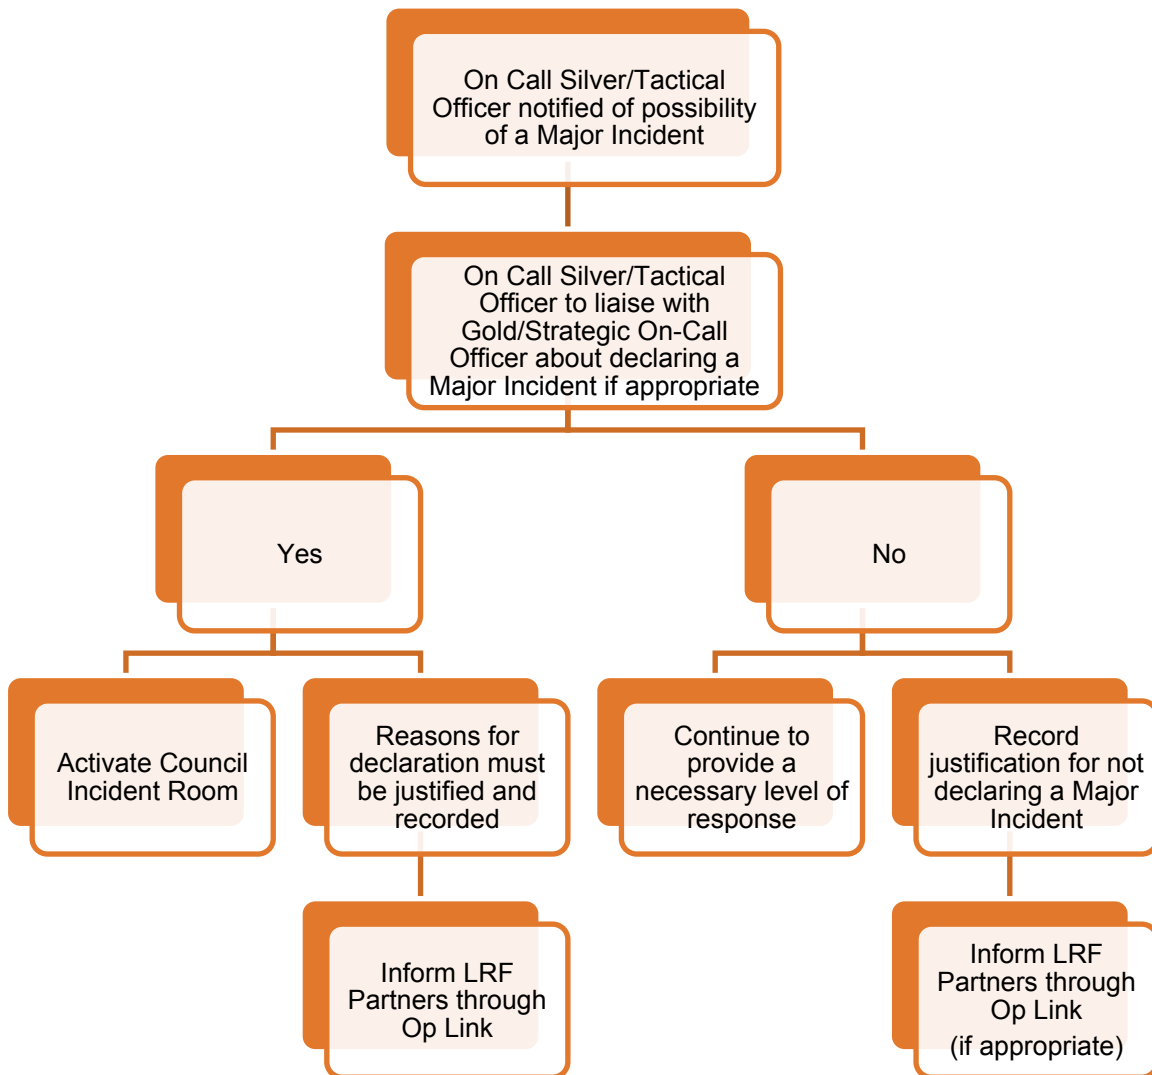 On Call Silver/Tactical
Officer notified of possibility
of a Major Incident
On Call Silver/Tactical
Officer to liaise with
Gold/Strategic On-Call
Officer about declaring a
Major Incident if appropriate
Yes
No
Activate Council
Incident Room
Reasons for
declaration must
be justified and
recorded
Continue to
provide a
necessary level of
response
Record
justification for not
declaring a Major
Incident
Inform LRF
Partners through
Op Link
Inform LRF
Partners through
Op Link
(if appropriate)